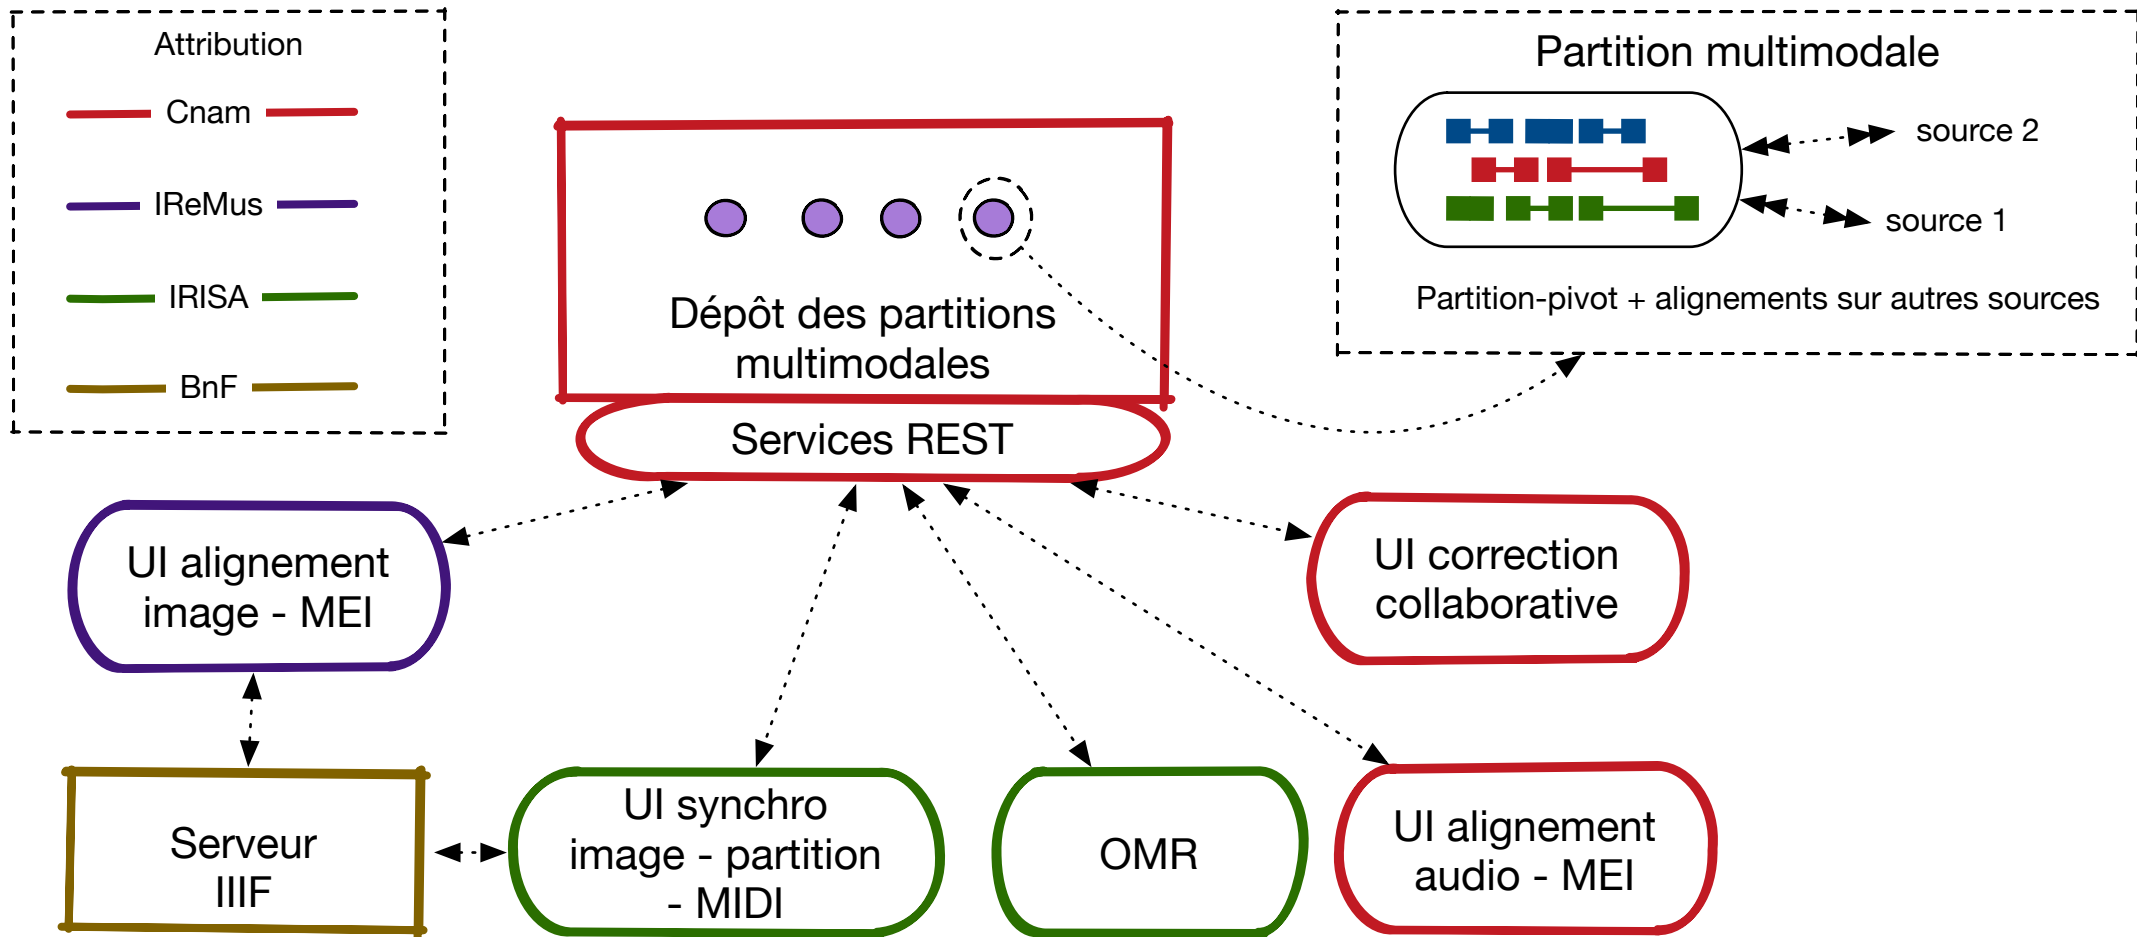 Attribution
Cnam
IReMus
IRISA
BnF
Partition multimodale
source 2
source 1
Partition-pivot + alignements sur autres sources
Dépôt des partitions
multimodales
Services REST
UI alignement
image - MEI
UI correction
collaborative
Serveur
IIIF
UI synchro
image - partition
- MIDI
OMR
UI alignement
audio - MEI